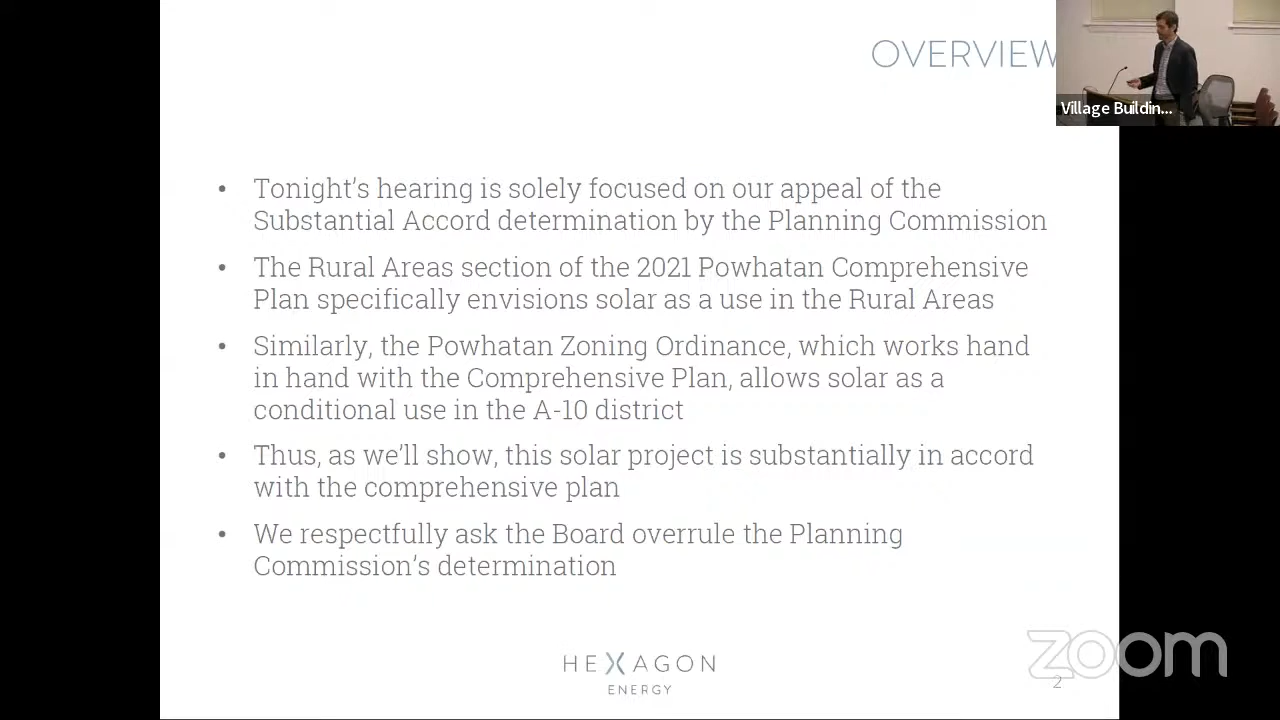 OVERVIEW
Village Buildin...
• Tonight's hearing is solely focused on our appeal of the
Substantial Accord determination by the Planning Commission
• The Rural Areas section of the 2021 Powhatan Comprehensive
Plan specifically envisions solar as a use in the Rural Areas
• Similarly, the Powhatan Zoning Ordinance, which works hand
in hand with the Comprehensive Plan, allows solar as a
conditional use in the A-10 district
• Thus, as we'll show, this solar project is substantially in accord
with the comprehensive plan
• We respectfully ask the Board overrule the Planning
Commission's determination
HEXAGON
ENERGY
zoom
2